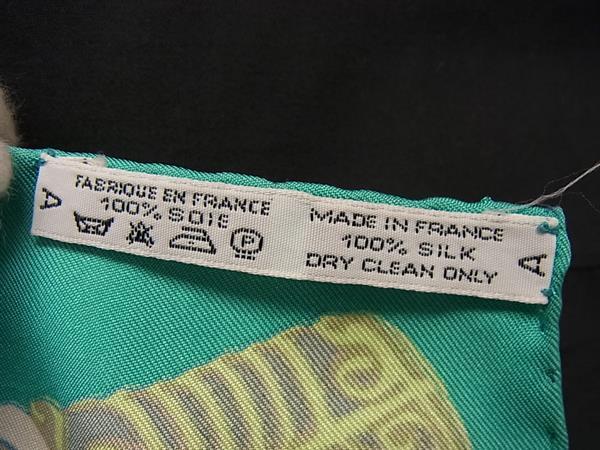 A
FABRIQUE EN FRANCE
100% SOIE
P
MADE IN FRANCE
100% SILK
DRY CLEAN ONLY
A